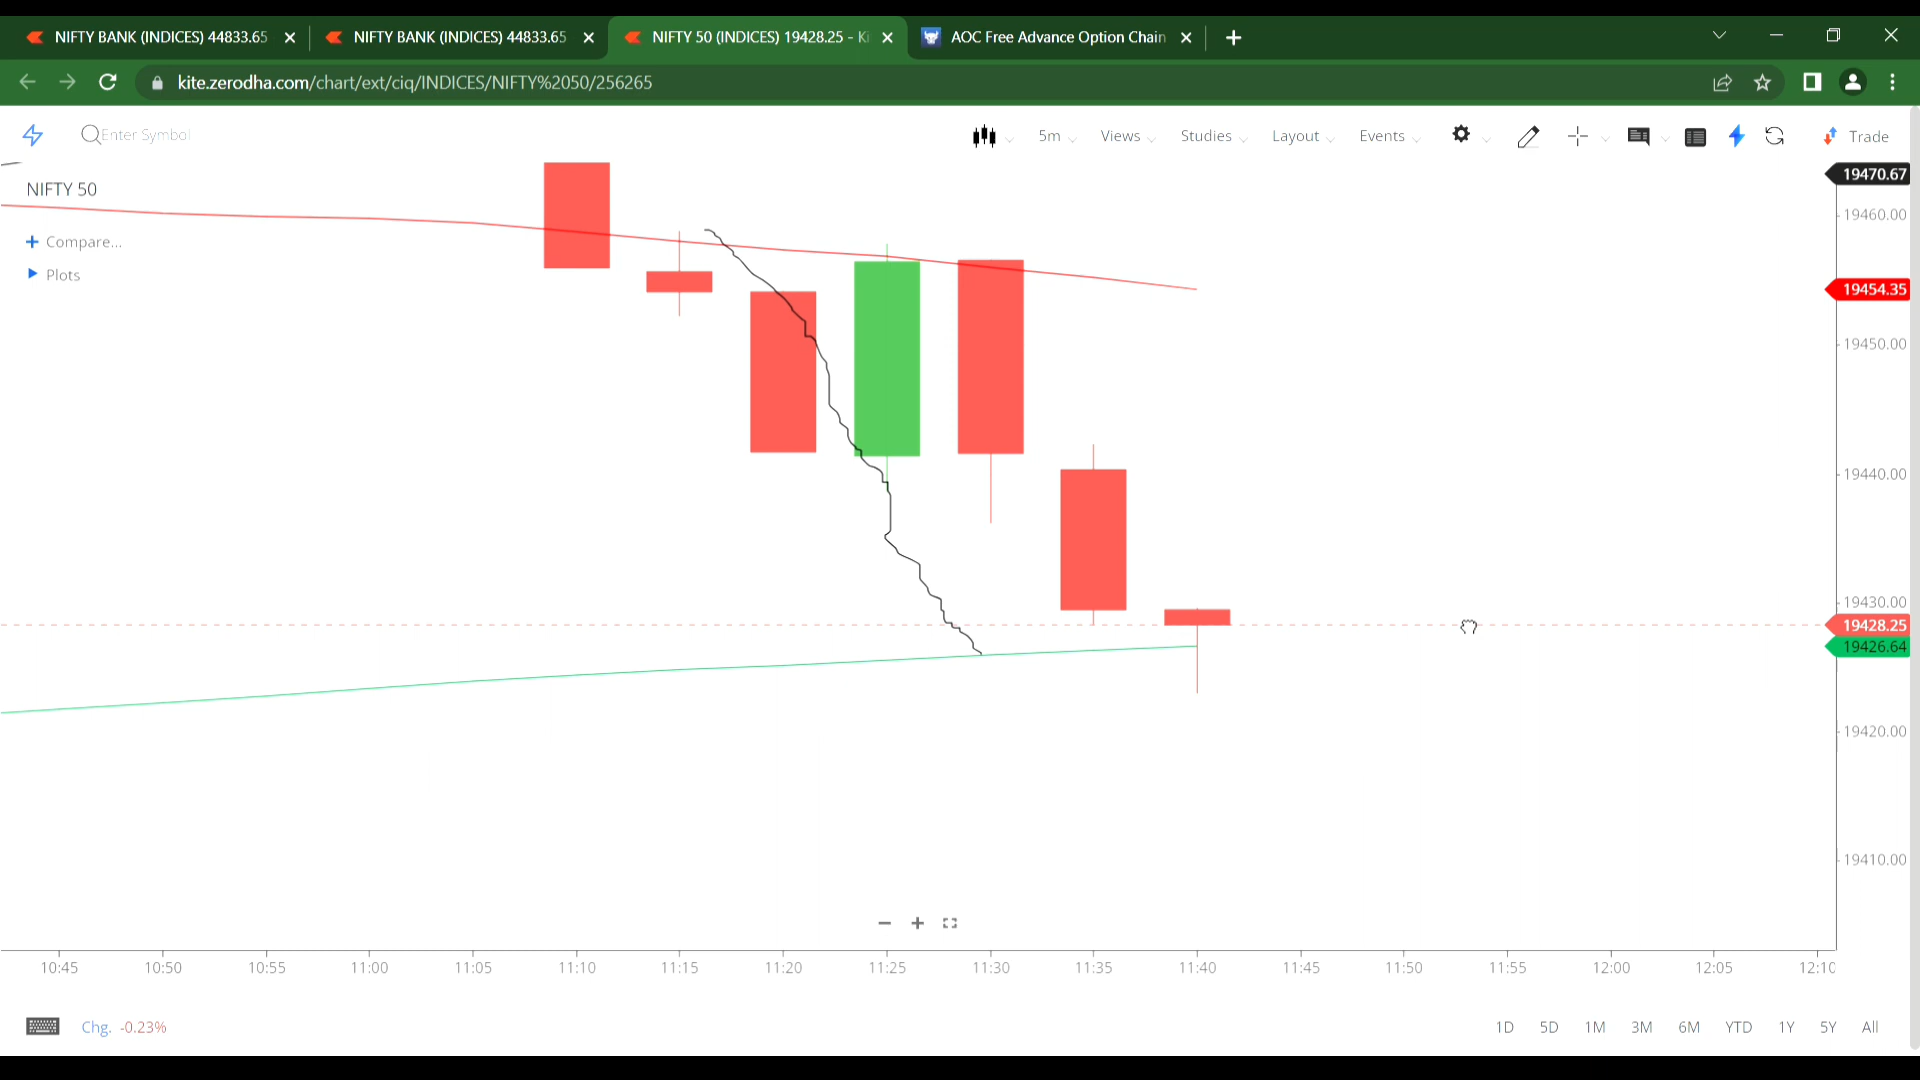 NIFTY BANK (INDICES) 44833.65
NIFTY BANK (INDICES) 44833.65
NIFTY 50 (INDICES) 19428.25 - Ki
AOC Free Advance Option Chain
kite.zerodha.com/chart/ext/ciq/INDICES/NIFTY%2050/256265
Enter Symbol
5m
Views
Studies
Layout
Events
Trade
NIFTY 50
Compare...
Plots
19470.67
19460.00
19454.35
19450.00
19440.00
19430.00
19428.25
19426.64
19420.00
19410.00
10:45 10:50 10:55 11:00 11:05 11:10 11:15 11:20 11:25 11:30 11:35 11:40 11:45 11:50 11:55 12:00 12:05 12:10
Chg. -0.23%
1D 5D 1M 3M 6M YTD 1Y 5Y All